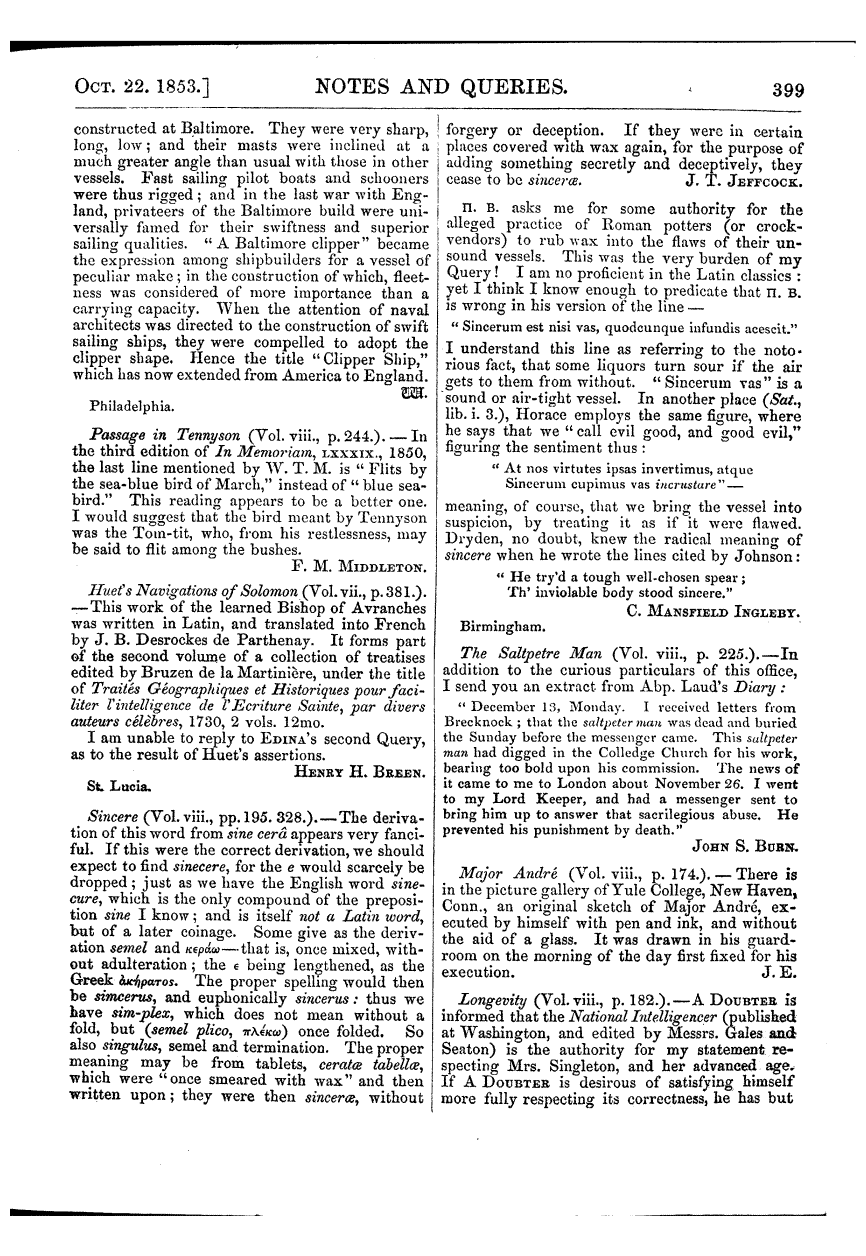 OCT. 22. 1853.] NOTES AND QUERIES. 399
constructed at Baltimore. They were very sharp,
long, low; and their masts were inclined at a
much greater angle than usual with those in other
vessels. Fast sailing pilot boats and schooners
were thus rigged; and in the last war with Eng-
land, privateers of the Baltimore build were uni-
versally famed for their swiftness and superior
sailing qualities. "A Baltimore clipper" became
the expression among shipbuilders for a vessel of
peculiar make; in the construction of which, fleet-
ness was considered of more importance than a
carrying capacity. When the attention of naval
architects was directed to the construction of swift
sailing ships, they were compelled to adopt the
clipper shape. Hence the title "Clipper Ship,"
which has now extended from America to England.
Philadelphia.
Passage in Tennyson (Vol. viii., p. 244.). — In
the third edition of In Memoriam, LXXXIX., 1850,
the last line mentioned by W. T. M. is "Flits by
the sea-blue bird of March," instead of "blue sea-
bird." This reading appears to be a better one.
I would suggest that the bird meant by Tennyson
was the Tom-tit, who, from his restlessness, may
be said to flit among the bushes.
F. M. MIDDLETON.
Huet's Navigations of Solomon (Vol. vii., p. 381.).
—This work of the learned Bishop of Avranches
was written in Latin, and translated into French
by J. B. Desrockes de Parthenay. It forms part
of the second volume of a collection of treatises
edited by Bruzen de la Martinière, under the title
of Traités Géographiques et Historiques pour faci-
liter l'intelligence de l'Ecriture Sainte, par divers
auteurs célèbres, 1730, 2 vols. 12mo.
I am unable to reply to EDINA's second Query,
as to the result of Huet's assertions.
HENRY H. BREEN.
St. Lucia.
Sincere (Vol. viii., pp. 195. 328.).—The deriva-
tion of this word from sine cerâ appears very fanci-
ful. If this were the correct derivation, we should
expect to find sinecere, for the e would scarcely be
dropped; just as we have the English word sine-
cure, which is the only compound of the preposi-
tion sine I know; and is itself not a Latin word,
but of a later coinage. Some give as the deriv-
ation semel and κεράω—that is, once mixed, with-
out adulteration; the ε being lengthened, as the
Greek ἀκήρατος. The proper spelling would then
be simcerus, and euphonically sincerus: thus we
have sim-plex, which does not mean without a
fold, but (semel plico, πλέκω) once folded. So
also singulus, semel and termination. The proper
meaning may be from tablets, ceratæ tabellæ,
which were "once smeared with wax" and then
written upon; they were then sinceræ, without
forgery or deception. If they were in certain
places covered with wax again, for the purpose of
adding something secretly and deceptively, they
cease to be sinceræ. J. T. JEFFCOCK.
Π. B. asks me for some authority for the
alleged practice of Roman potters (or crock-
vendors) to rub wax into the flaws of their un-
sound vessels. This was the very burden of my
Query! I am no proficient in the Latin classics:
yet I think I know enough to predicate that Π. B.
is wrong in his version of the line —
"Sincerum est nisi vas, quodcunque infundis acescit."
I understand this line as referring to the noto-
rious fact, that some liquors turn sour if the air
gets to them from without. "Sincerum vas" is a
sound or air-tight vessel. In another place (Sat.,
lib. i. 3.), Horace employs the same figure, where
he says that we "call evil good, and good evil,"
figuring the sentiment thus:
"At nos virtutes ipsas invertimus, atque
Sincerum cupimus vas incrustare"—
meaning, of course, that we bring the vessel into
suspicion, by treating it as if it were flawed.
Dryden, no doubt, knew the radical meaning of
sincere when he wrote the lines cited by Johnson:
"He try'd a tough well-chosen spear;
Th' inviolable body stood sincere."
C. MANSFIELD INGLEBY.
Birmingham.
The Saltpetre Man (Vol. viii., p. 225.).—In
addition to the curious particulars of this office,
I send you an extract from Abp. Laud's Diary:
"December 13, Monday. I received letters from
Brecknock; that the saltpeter man was dead and buried
the Sunday before the messenger came. This saltpeter
man had digged in the Colledge Church for his work,
bearing too bold upon his commission. The news of
it came to me to London about November 26. I went
to my Lord Keeper, and had a messenger sent to
bring him up to answer that sacrilegious abuse. He
prevented his punishment by death."
JOHN S. BURN.
Major André (Vol. viii., p. 174.). — There is
in the picture gallery of Yule College, New Haven,
Conn., an original sketch of Major André, ex-
ecuted by himself with pen and ink, and without
the aid of a glass. It was drawn in his guard-
room on the morning of the day first fixed for his
execution. J. E.
Longevity (Vol. viii., p. 182.).—A DOUBTER is
informed that the National Intelligencer (published
at Washington, and edited by Messrs. Gales and
Seaton) is the authority for my statement re-
specting Mrs. Singleton, and her advanced age.
If A DOUBTER is desirous of satisfying himself
more fully respecting its correctness, he has but